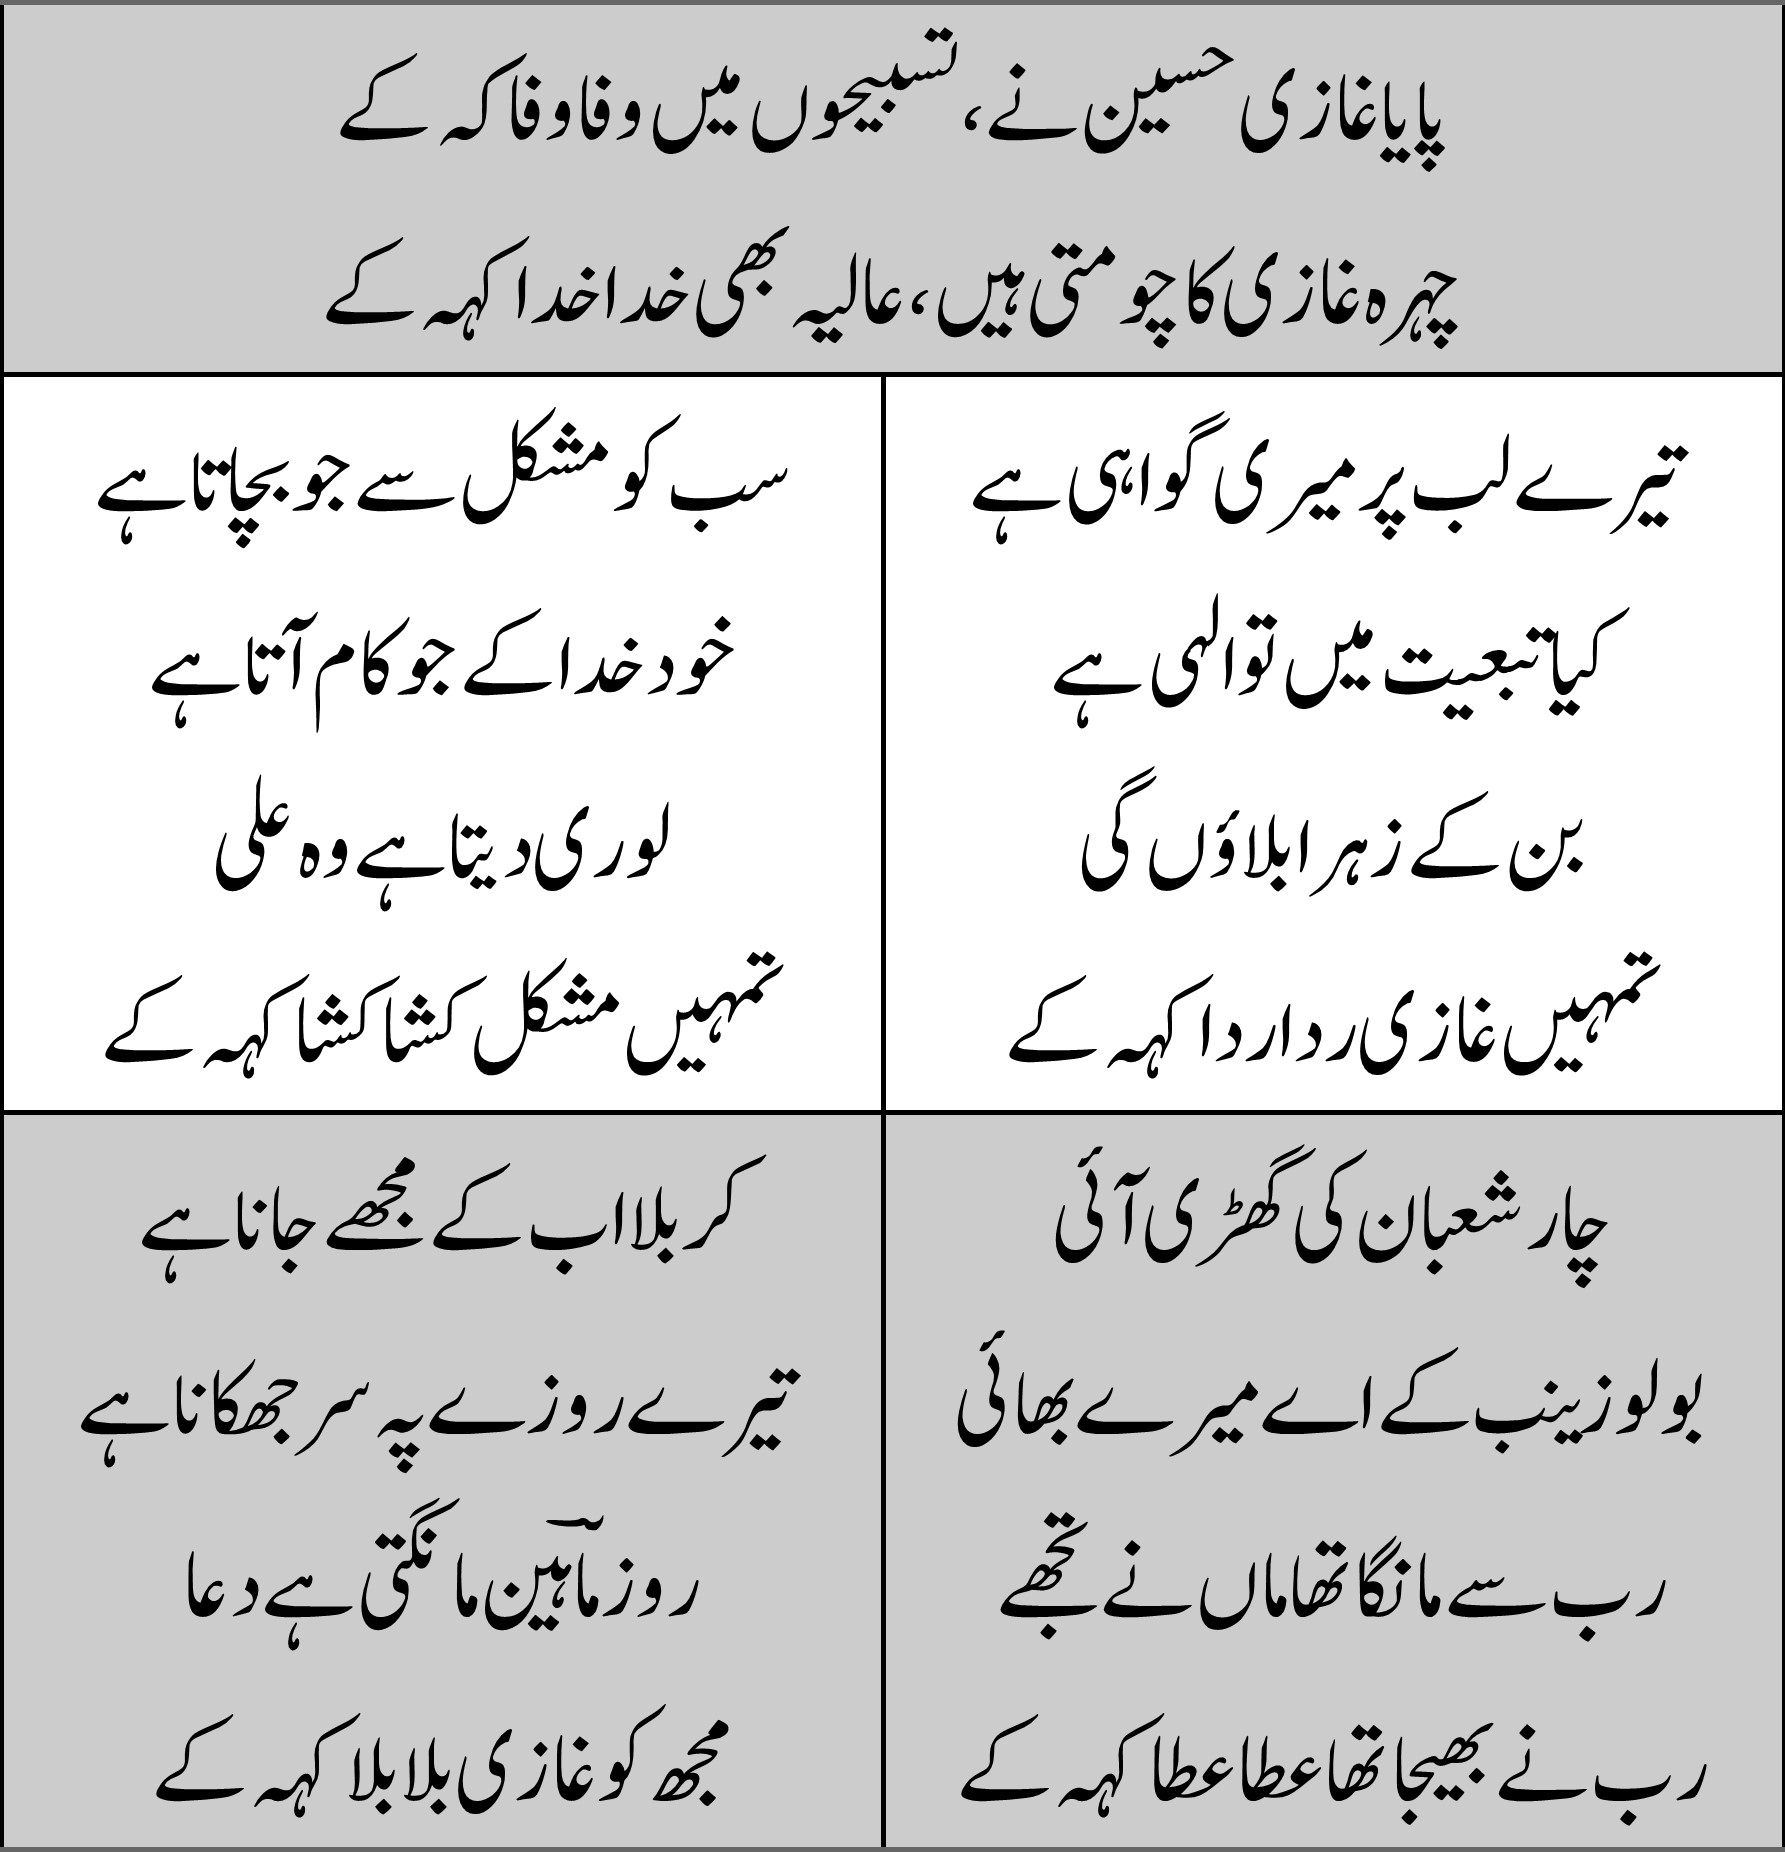 پایا غازی حسین نے، تسبیحوں میں وفا وفا کہ کے
چہرہ غازی کا چومتی ہیں، عالیہ بھی خدا خدا کہہ کے
تیرے لب پر میری گواہی ہے
کیا تبعیت میں تو الہی ہے
بن کے زہرا بلاؤں گی
تمہیں غازی ردا ردا کہہ کے
سب کو مشکل سے جو بچاتا ہے
خود خدا کے جو کام آتا ہے
لوری دیتا ہے وہ علی
تمہیں مشکل کشا کشا کہہ کے
چار شعبان کی گھڑی آئی
بولو زینب کے اے میرے بھائی
رب سے مانگا تھا ماں نے تجھے
رب نے بھیجا تھا عطا عطا کہہ کے
کربلا اب کے مجھے جانا ہے
تیرے روزے پہ سر جھکانا ہے
روز ماہین مانگتی ہے دعا
مجھ کو غازی بلا بلا کہہ کے